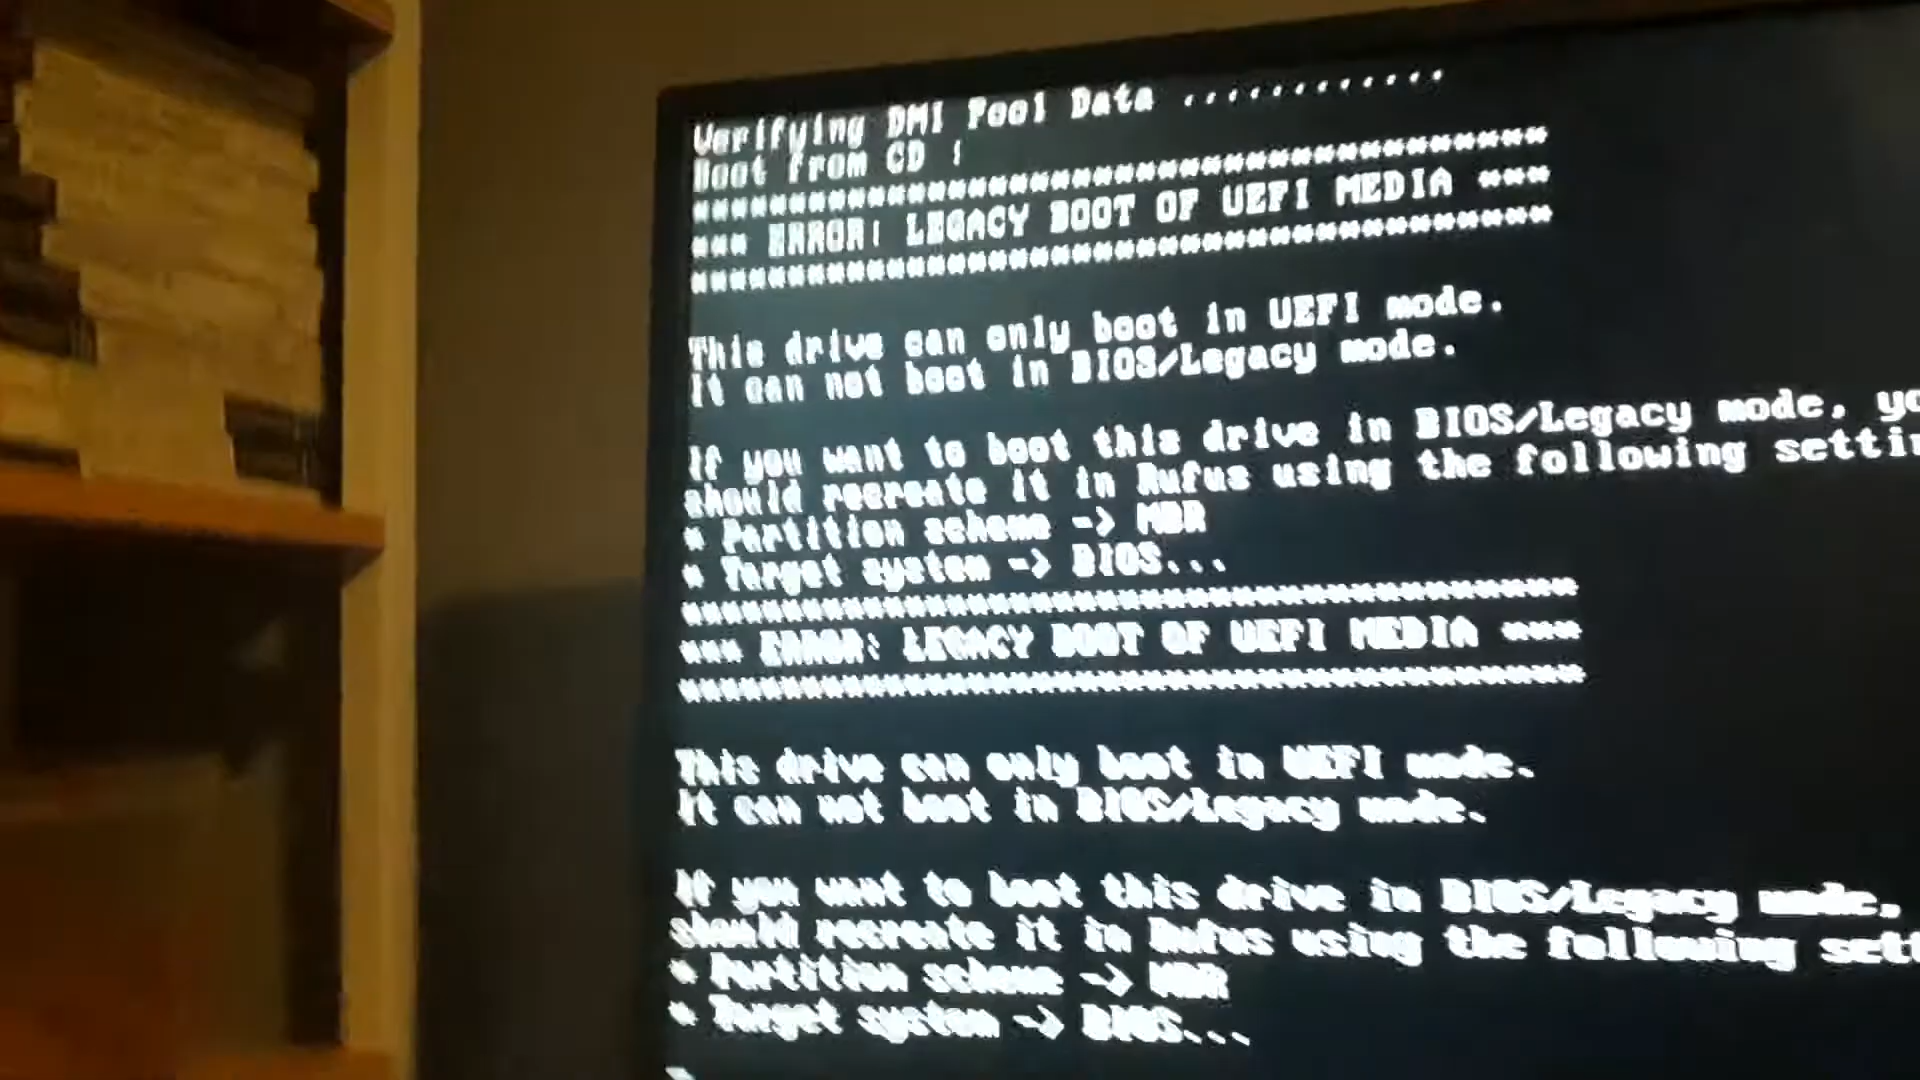 Verifying DMI Pool Data ............
Boot from CD :
*******************************************
*** ERROR: LEGACY BOOT OF UEFI MEDIA ***
*******************************************
This drive can only boot in UEFI mode.
It can not boot in BIOS/Legacy mode.
If you want to boot this drive in BIOS/Legacy mode, yo
should recreate it in Rufus using the following settin
* Partition scheme -> MBR
* Target system -> BIOS...
*******************************************
*** ERROR: LEGACY BOOT OF UEFI MEDIA ***
*******************************************
This drive can only boot in UEFI mode.
It can not boot in BIOS/Legacy mode.
If you want to boot this drive in BIOS/Legacy mode,
should recreate it in Rufus using the following sett
* Partition scheme -> MBR
* Target system -> BIOS...